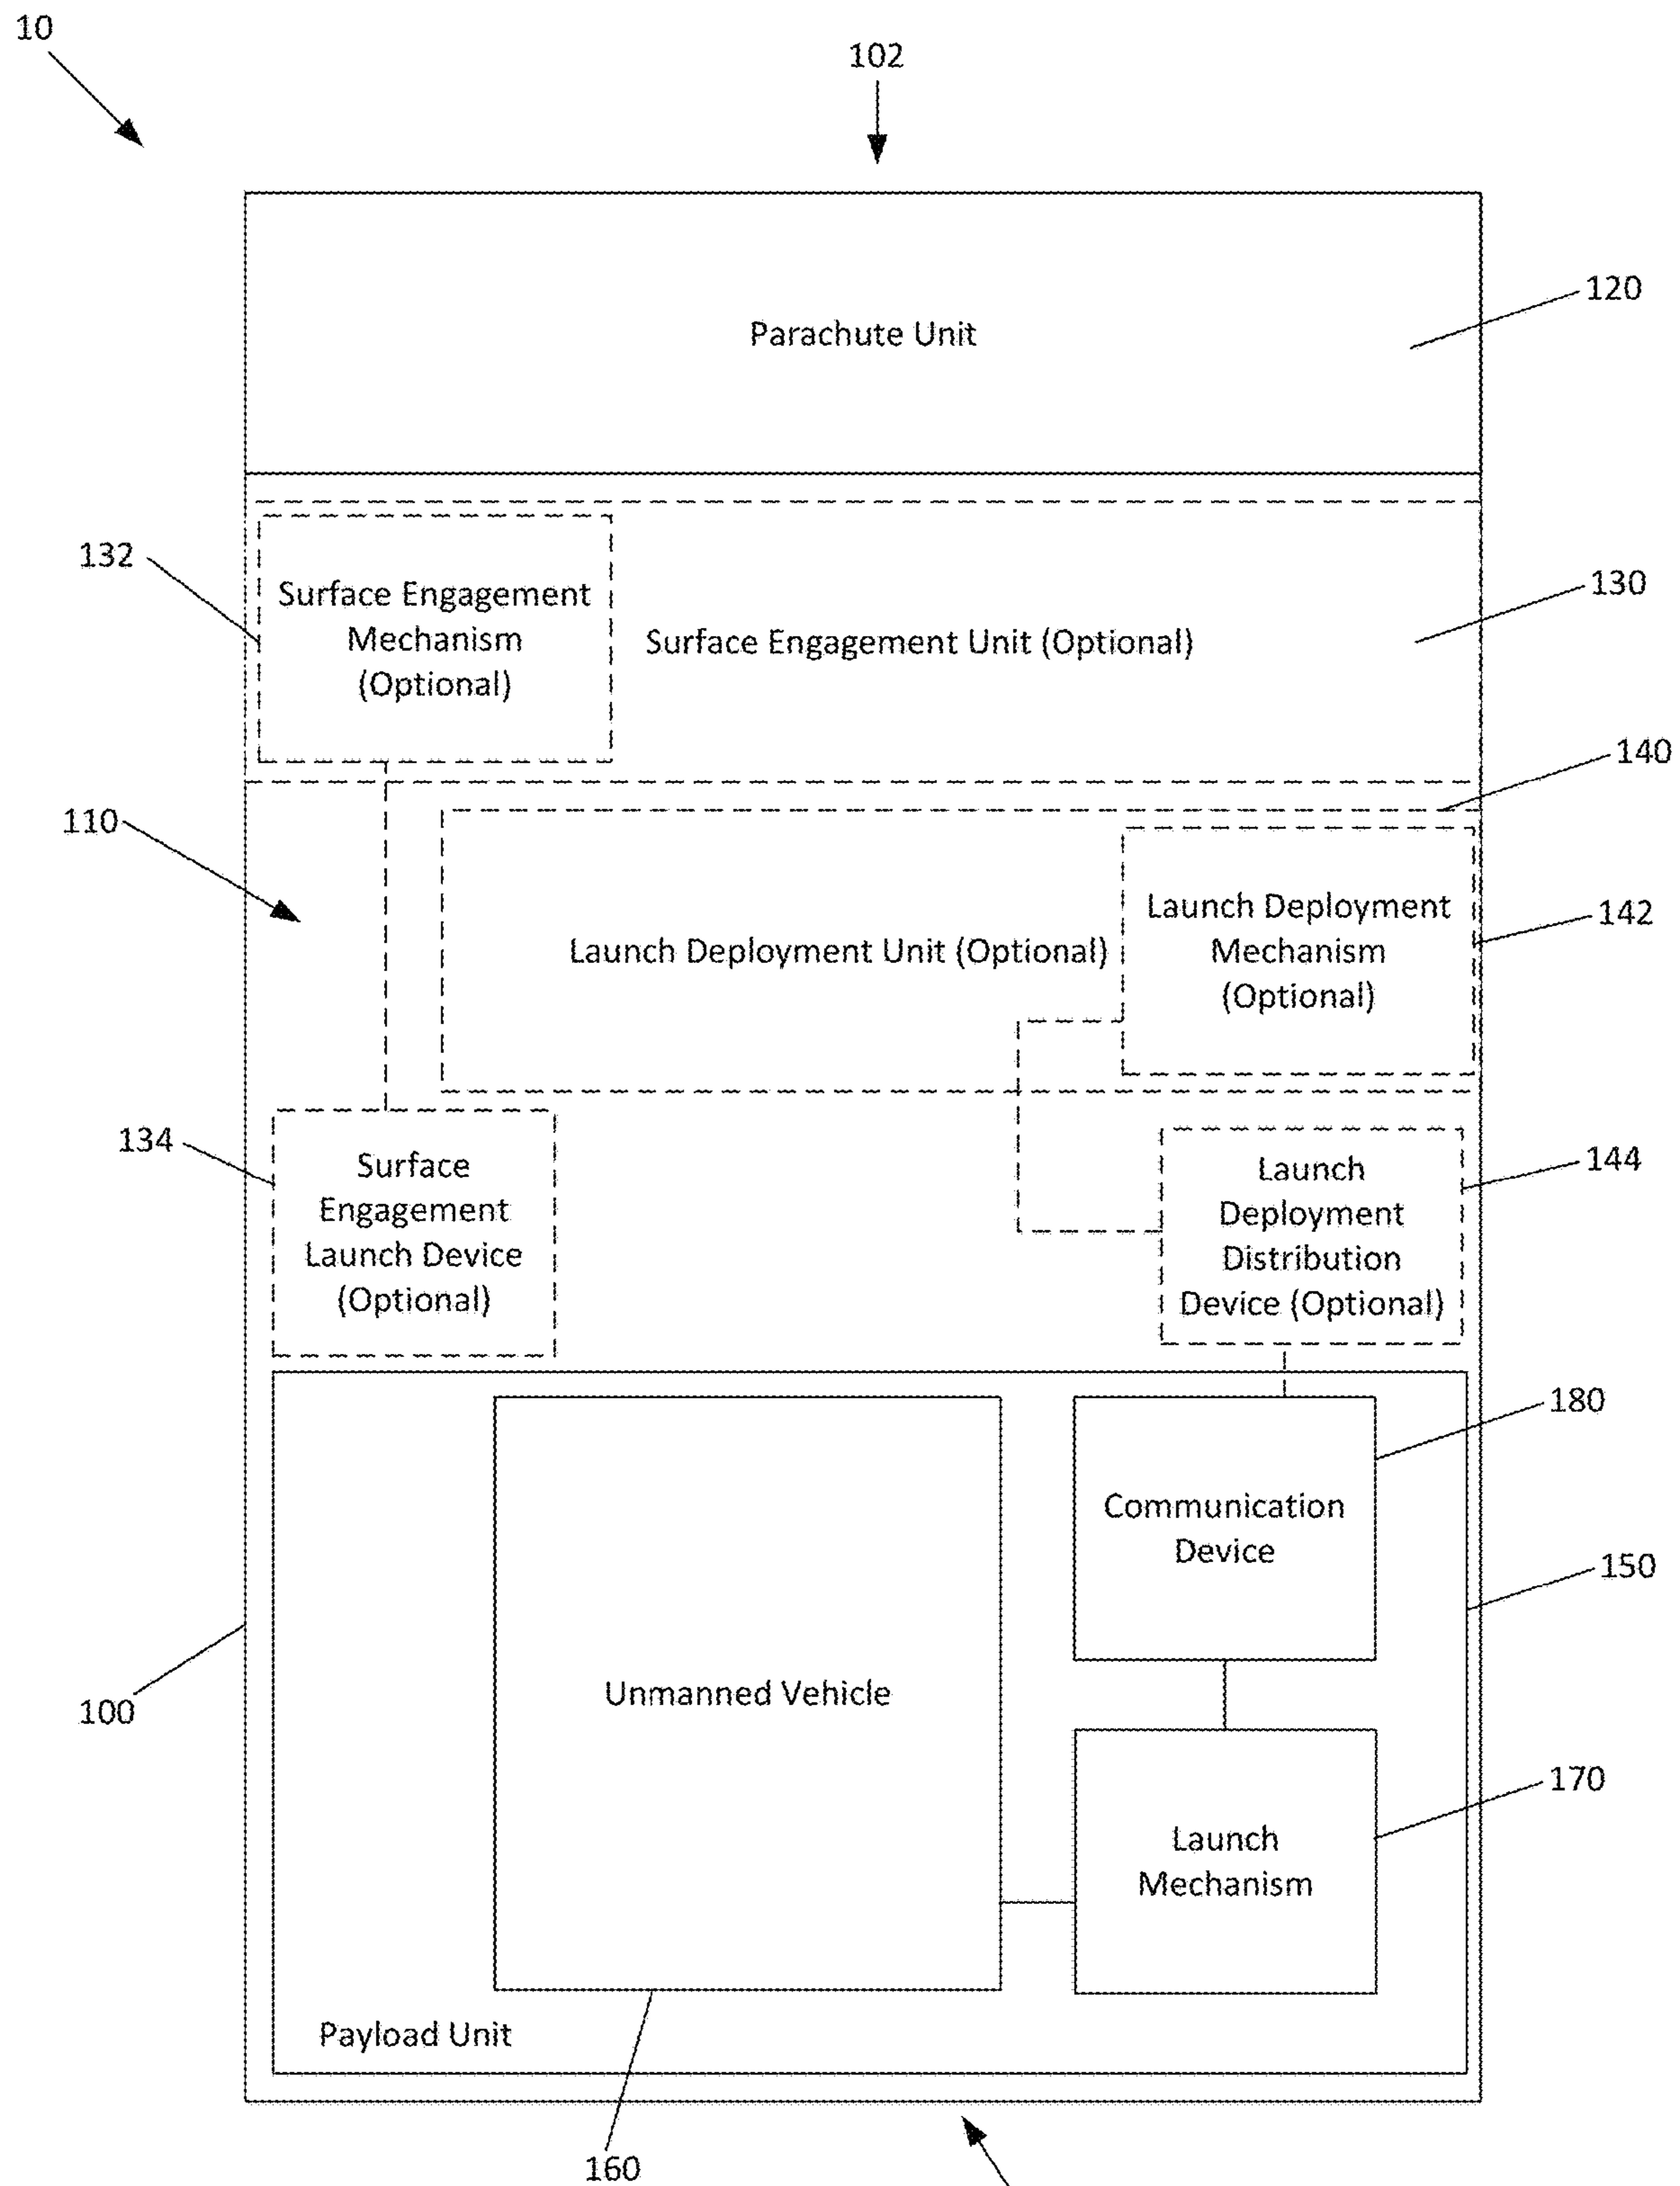 10
102
Parachute Unit
120
132
Surface Engagement
Mechanism
(Optional)
Surface Engagement Unit (Optional)
130
140
110
Launch Deployment Unit (Optional)
Launch Deployment
Mechanism
(Optional)
142
134
Surface
Engagement
Launch Device
(Optional)
Launch
Deployment
Distribution
Device (Optional)
144
180
Communication
Device
150
Unmanned Vehicle
100
170
Launch
Mechanism
Payload Unit
160